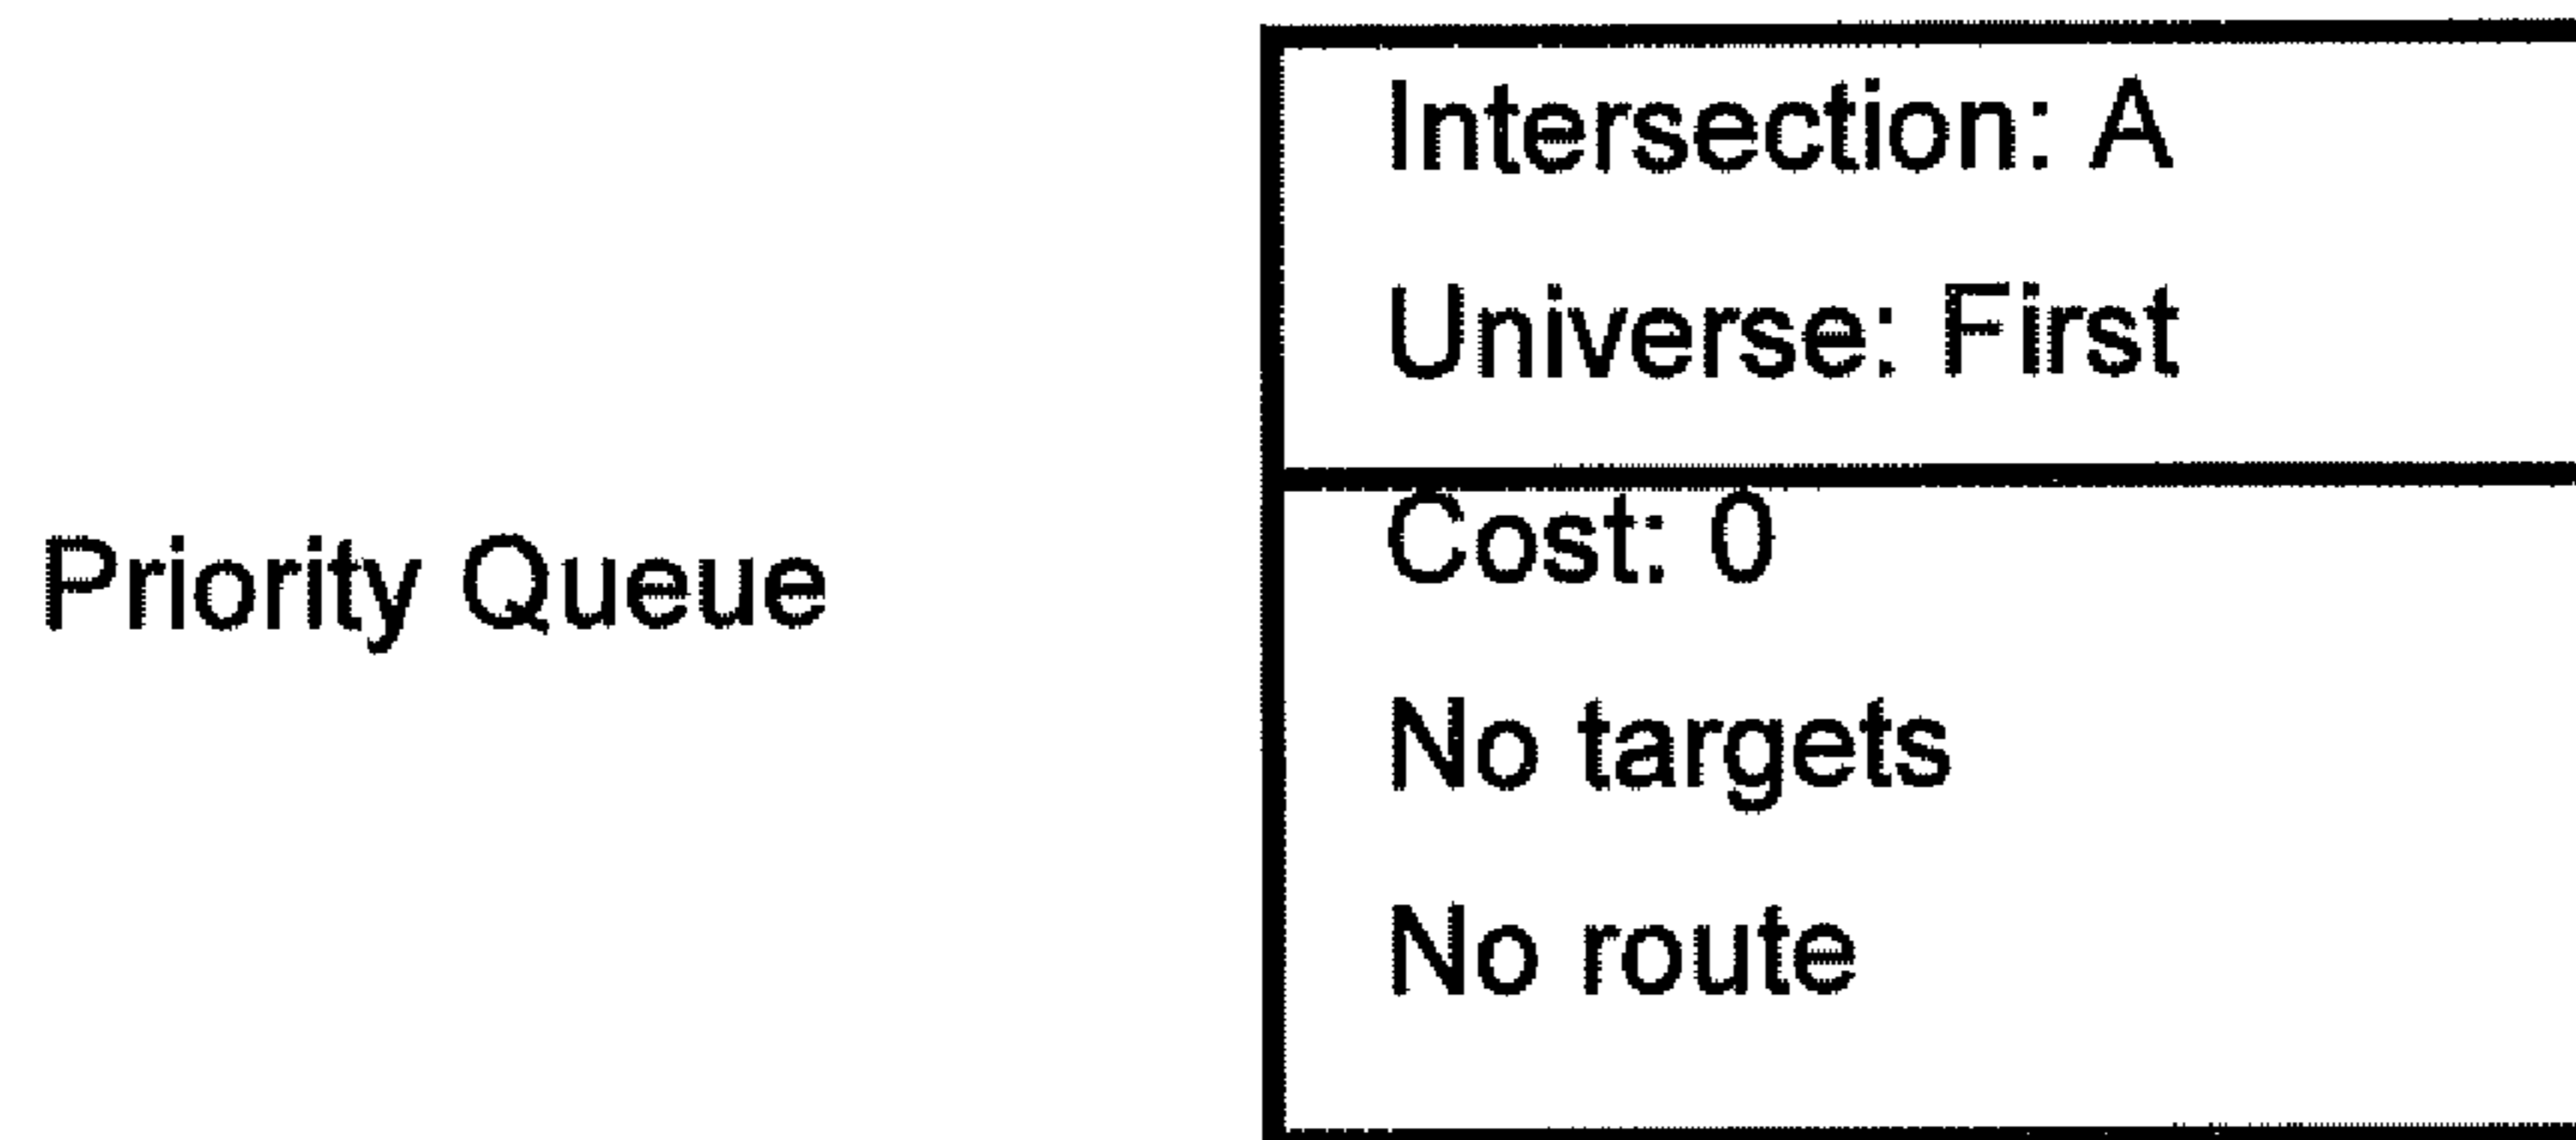 Intersection: A
Universe: First
Priority Queue
Cost: 0
No targets
No route